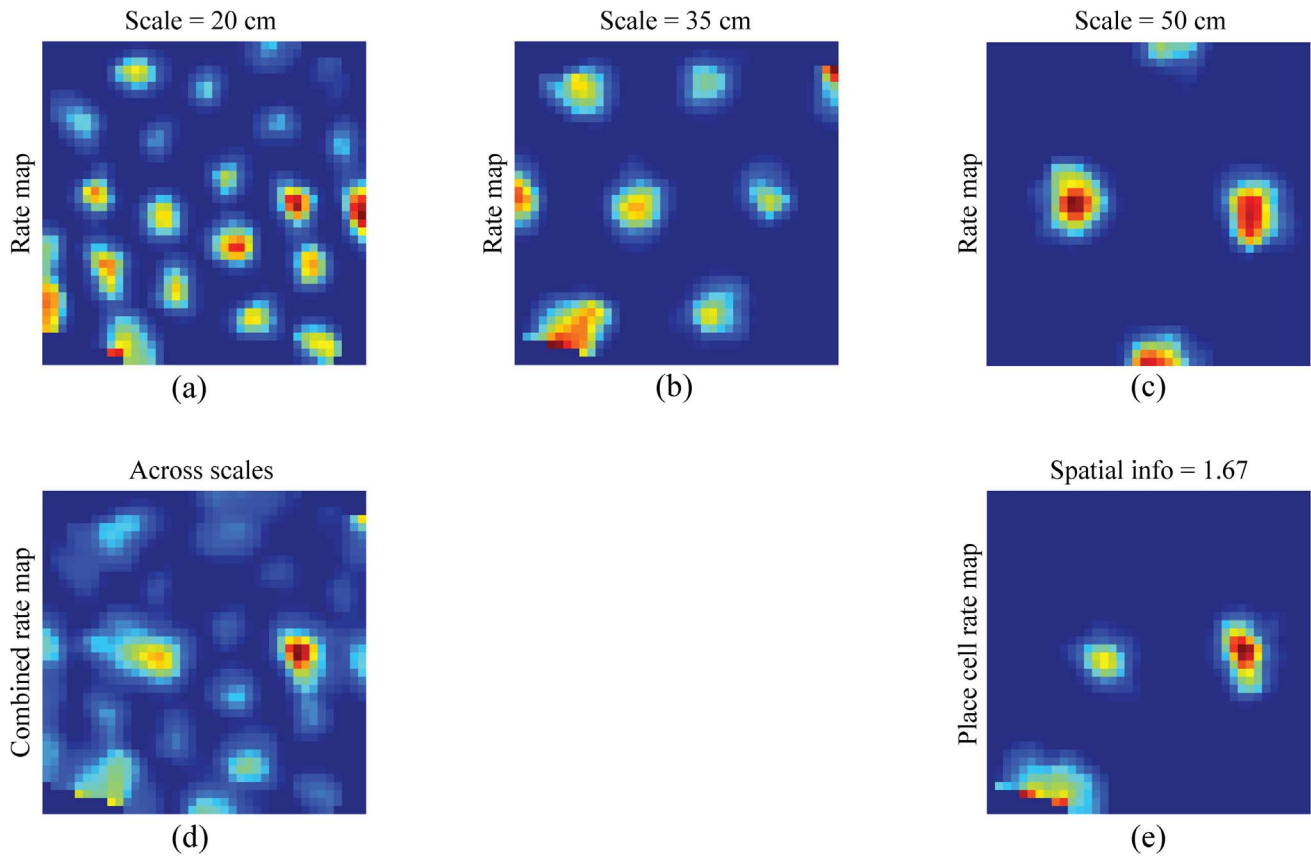 Scale = 20 cm
Rate map
(a)
Scale = 35 cm
Rate map
(b)
Scale = 50 cm
Rate map
(c)
Across scales
Combined rate map
(d)
Spatial info = 1.67
Place cell rate map
(e)